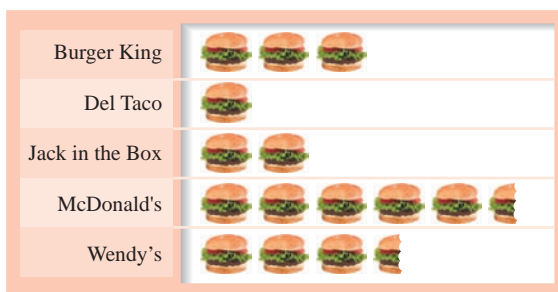 Burger King
Del Taco
Jack in the Box
McDonald's
Wendy’s